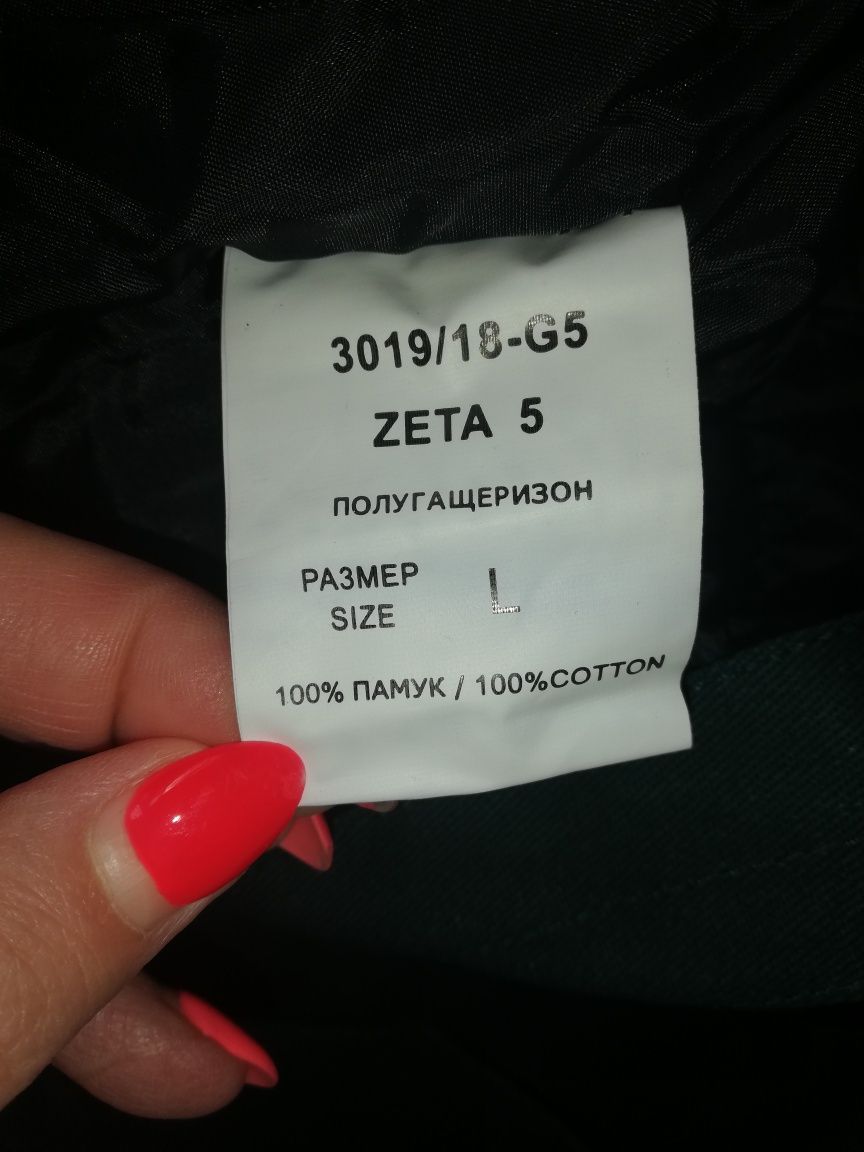 3019/18-G5
ZETA 5
ПОЛУГАЩЕРИЗОН
РАЗМЕР
SIZE L
100% ПАМУК / 100%COTTON